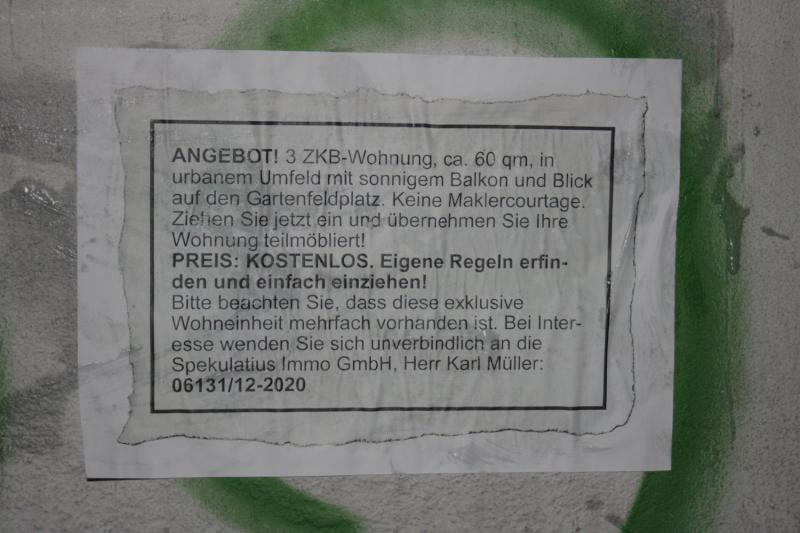 ANGEBOT! 3 ZKB-Wohnung, ca. 60 qm, in
urbanem Umfeld mit sonnigem Balkon und Blick
auf den Gartenfeldplatz. Keine Maklercourtage.
Ziehen Sie jetzt ein und übernehmen Sie Ihre
Wohnung teilmöbliert!
PREIS: KOSTENLOS. Eigene Regeln erfin-
den und einfach einziehen!
Bitte beachten Sie, dass diese exklusive
Wohneinheit mehrfach vorhanden ist. Bei Inter-
esse wenden Sie sich unverbindlich an die
Spekulatius Immo GmbH, Herr Karl Müller:
06131/12-2020